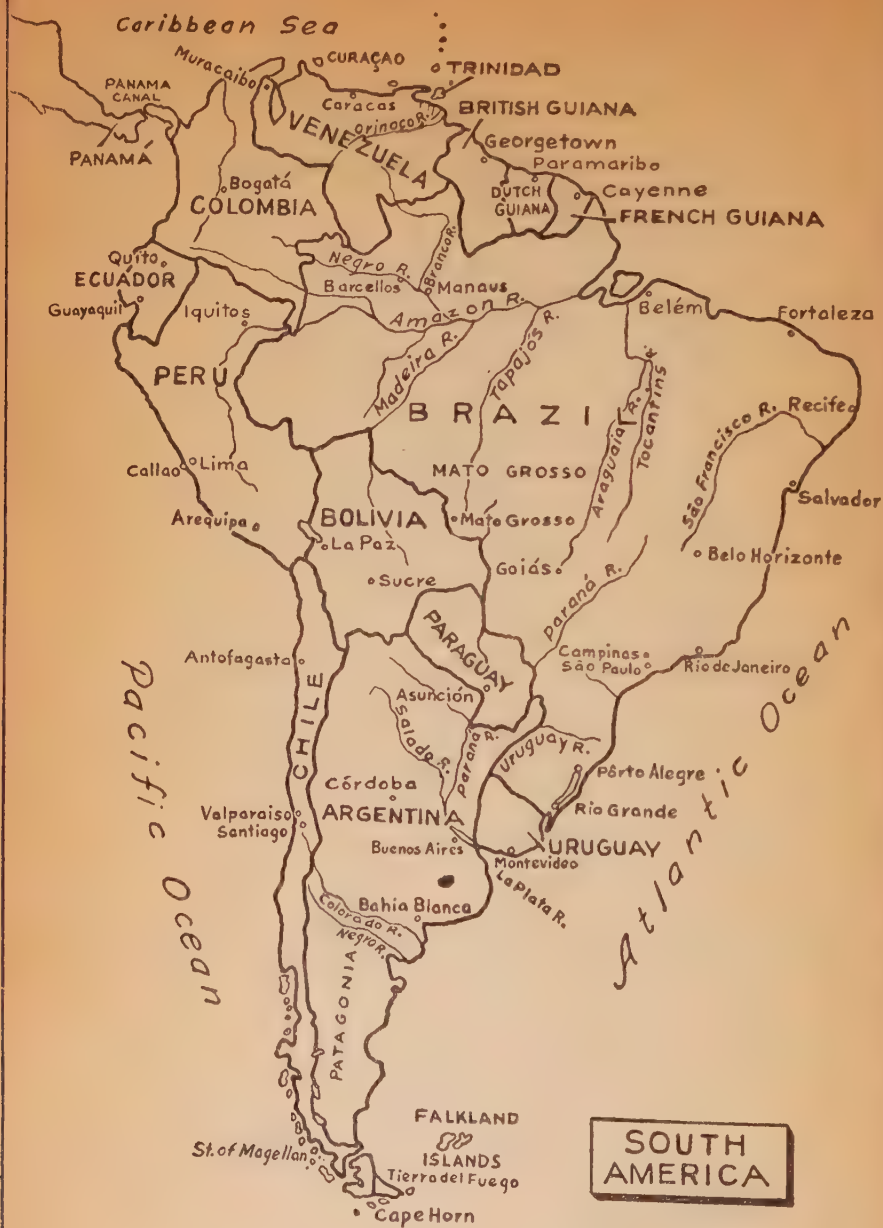 Caribbean Sea
Muracaibo
CURAÇAO
TRINIDAD
PANAMA
CANAL
Caracas
Orinoco R.
BRITISH GUIANA
PANAMÁ
VENEZUELA
Georgetown
Paramaribo
Bogotá
COLOMBIA
DUTCH
GUIANA
Cayenne
FRENCH GUIANA
Quito
ECUÁDOR
Negro R.
Branco R.
Barcellos
Manaus
Guayaquil
Iquitos
Amazon R.
Belém
Fortaleza
PERÚ
Madeira R.
Tapajós R.
BRAZIL
Araguaia R.
Tocantins R.
São Francisco R.
Recife
Callao
Lima
MATO GROSSO
Salvador
Arequipa
BOLIVIA
Mato Grosso
La Paz
Goiás
Belo Horizonte
Sucre
Paraná R.
PARAGUAY
Antofagasta
Campinas
São Paulo
Rio de Janeiro
Asunción
CHILE
Salado R.
Paraná R.
Uruguay R.
Pôrto Alegre
Córdoba
Valparaiso
Santiago
ARGENTINA
Rio Grande
Buenos Aires
URUGUAY
Montevideo
La Plata R.
Pacific Ocean
Atlantic Ocean
Bahía Blanca
Colorado R.
Negro R.
PATAGONIA
FALKLAND
ISLANDS
St. of Magellan
Tierra del Fuego
Cape Horn
SOUTH
AMERICA